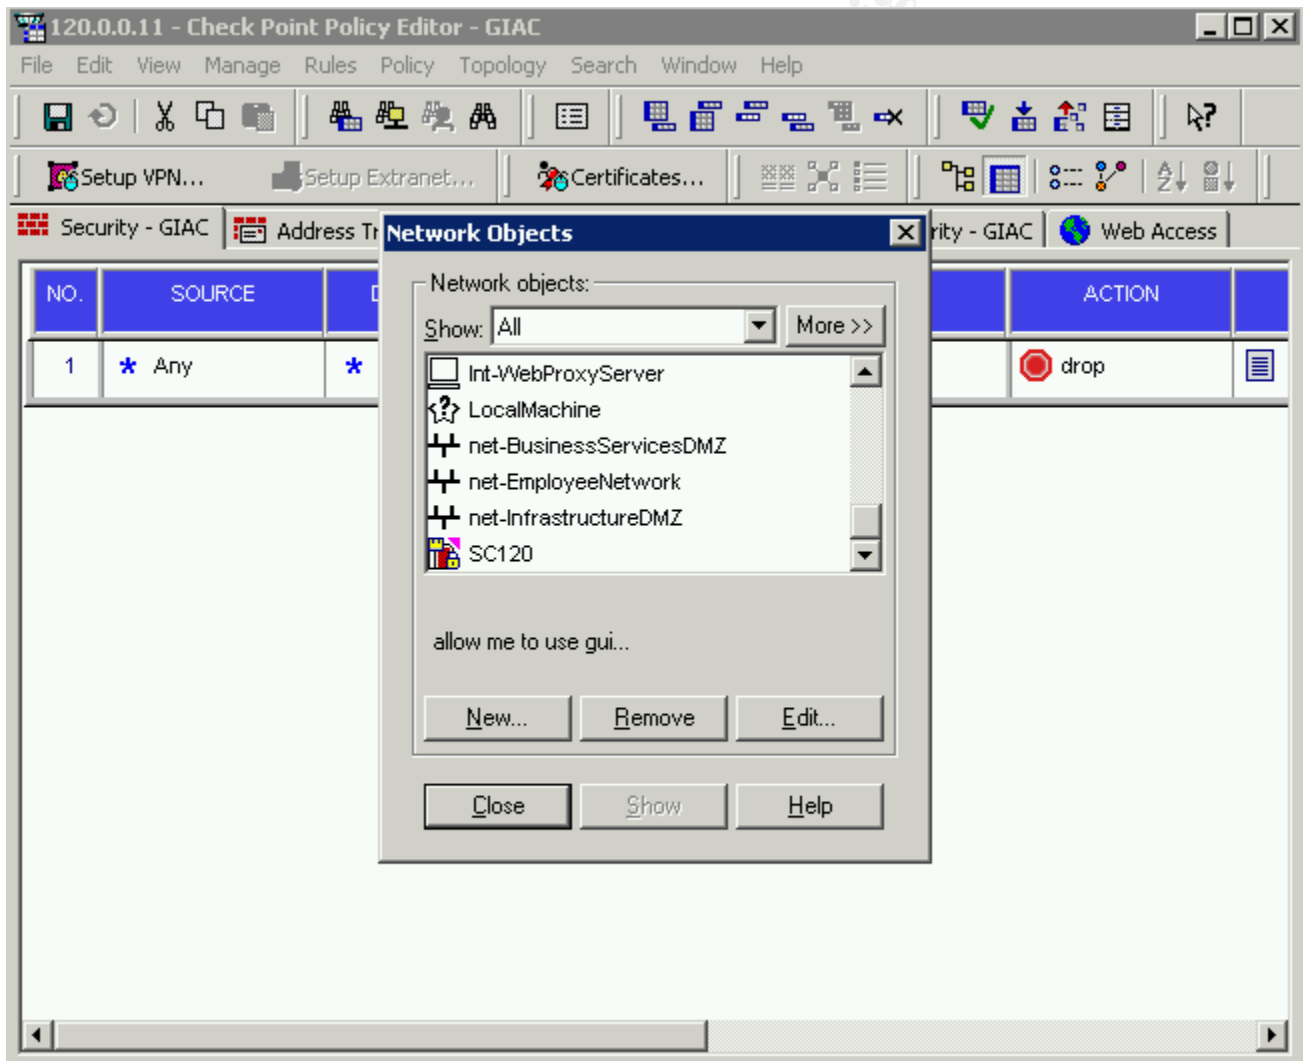 120.0.0.11 - Check Point Policy Editor - GIAC
File Edit View Manage Rules Policy Topology Search Window Help
Setup VPN... Setup Extranet... Certificates...
Security - GIAC Address Tr rity - GIAC Web Access
Network Objects
NO. SOURCE D ACTION
1 Any drop
Network objects:
Show: All More >>
Int-WebProxyServer
LocalMachine
net-BusinessServicesDMZ
net-EmployeeNetwork
net-InfrastructureDMZ
SC120
allow me to use gui...
New... Remove Edit...
Close Show Help